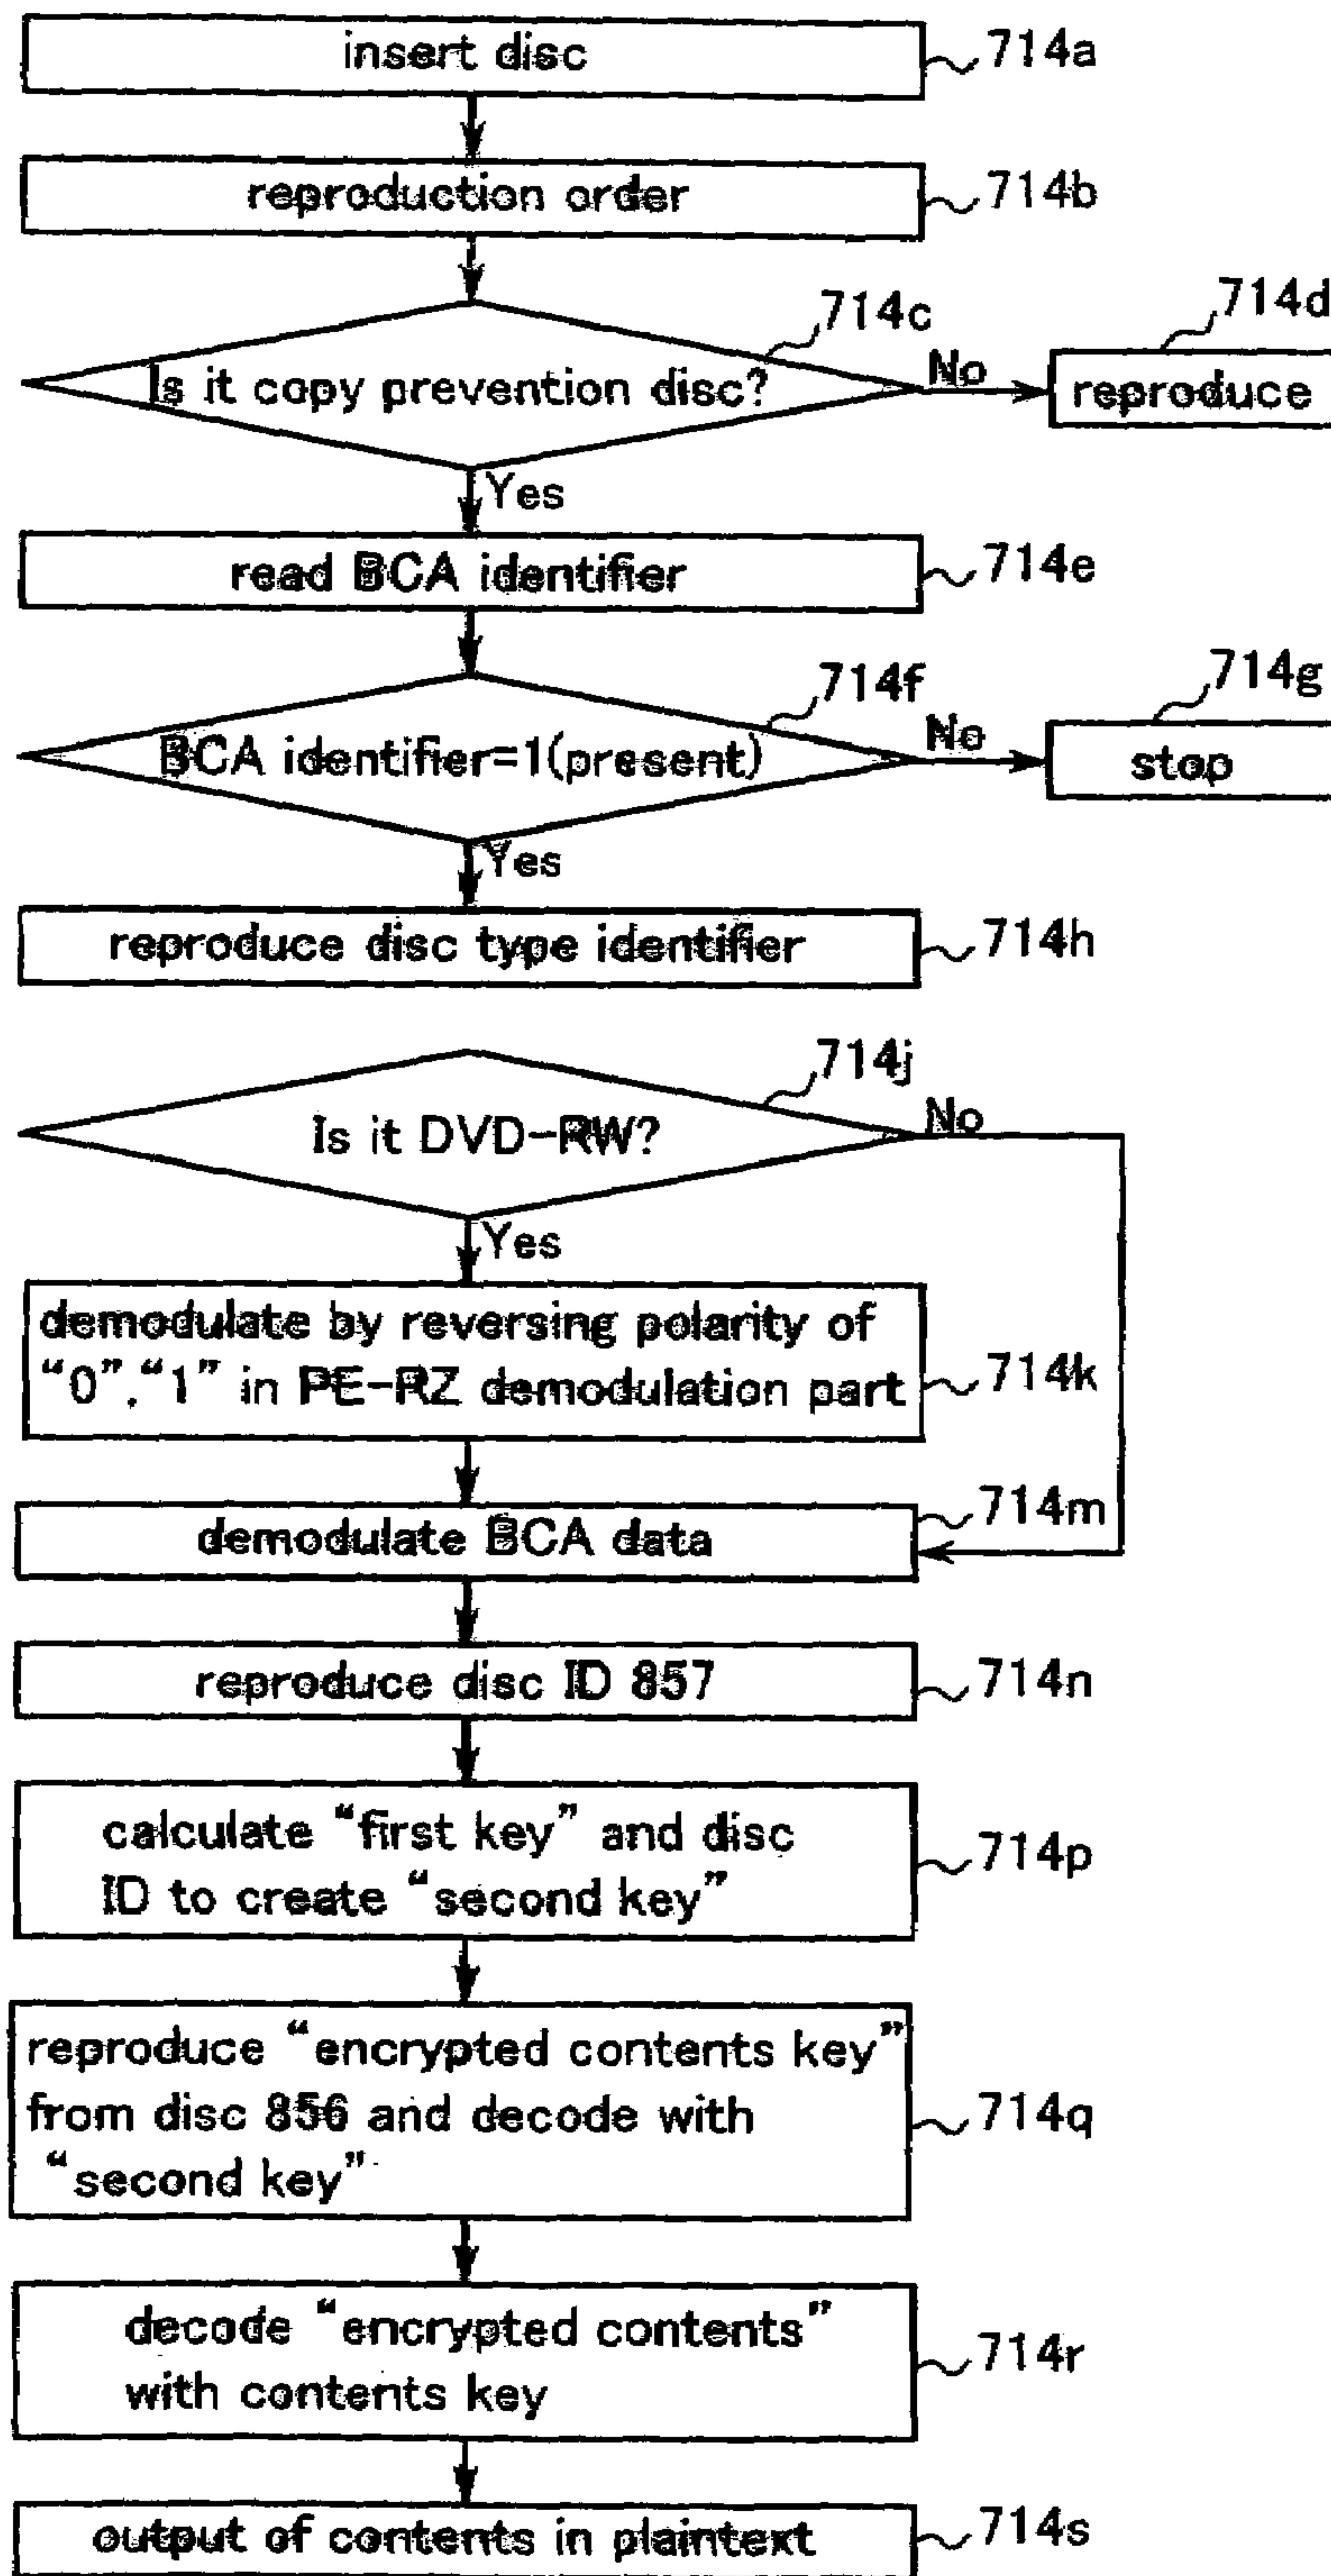 insert disc
714a
reproduction order
714b
714c
714d
Is it copy prevention disc?
No
reproduce
Yes
read BCA identifier
714e
714f
714g
BCA identifier=1(present)
No
stop
Yes
reproduce disc type identifier
714h
714j
Is it DVD-RW?
No
Yes
demodulate by reversing polarity of
“0”,“1” in PE-RZ demodulation part
714k
demodulate BCA data
714m
reproduce disc ID 857
714n
calculate “first key” and disc
ID to create “second key”
714p
reproduce “encrypted contents key”
from disc 856 and decode with
“second key”
714q
decode “encrypted contents”
with contents key
714r
output of contents in plaintext
714s